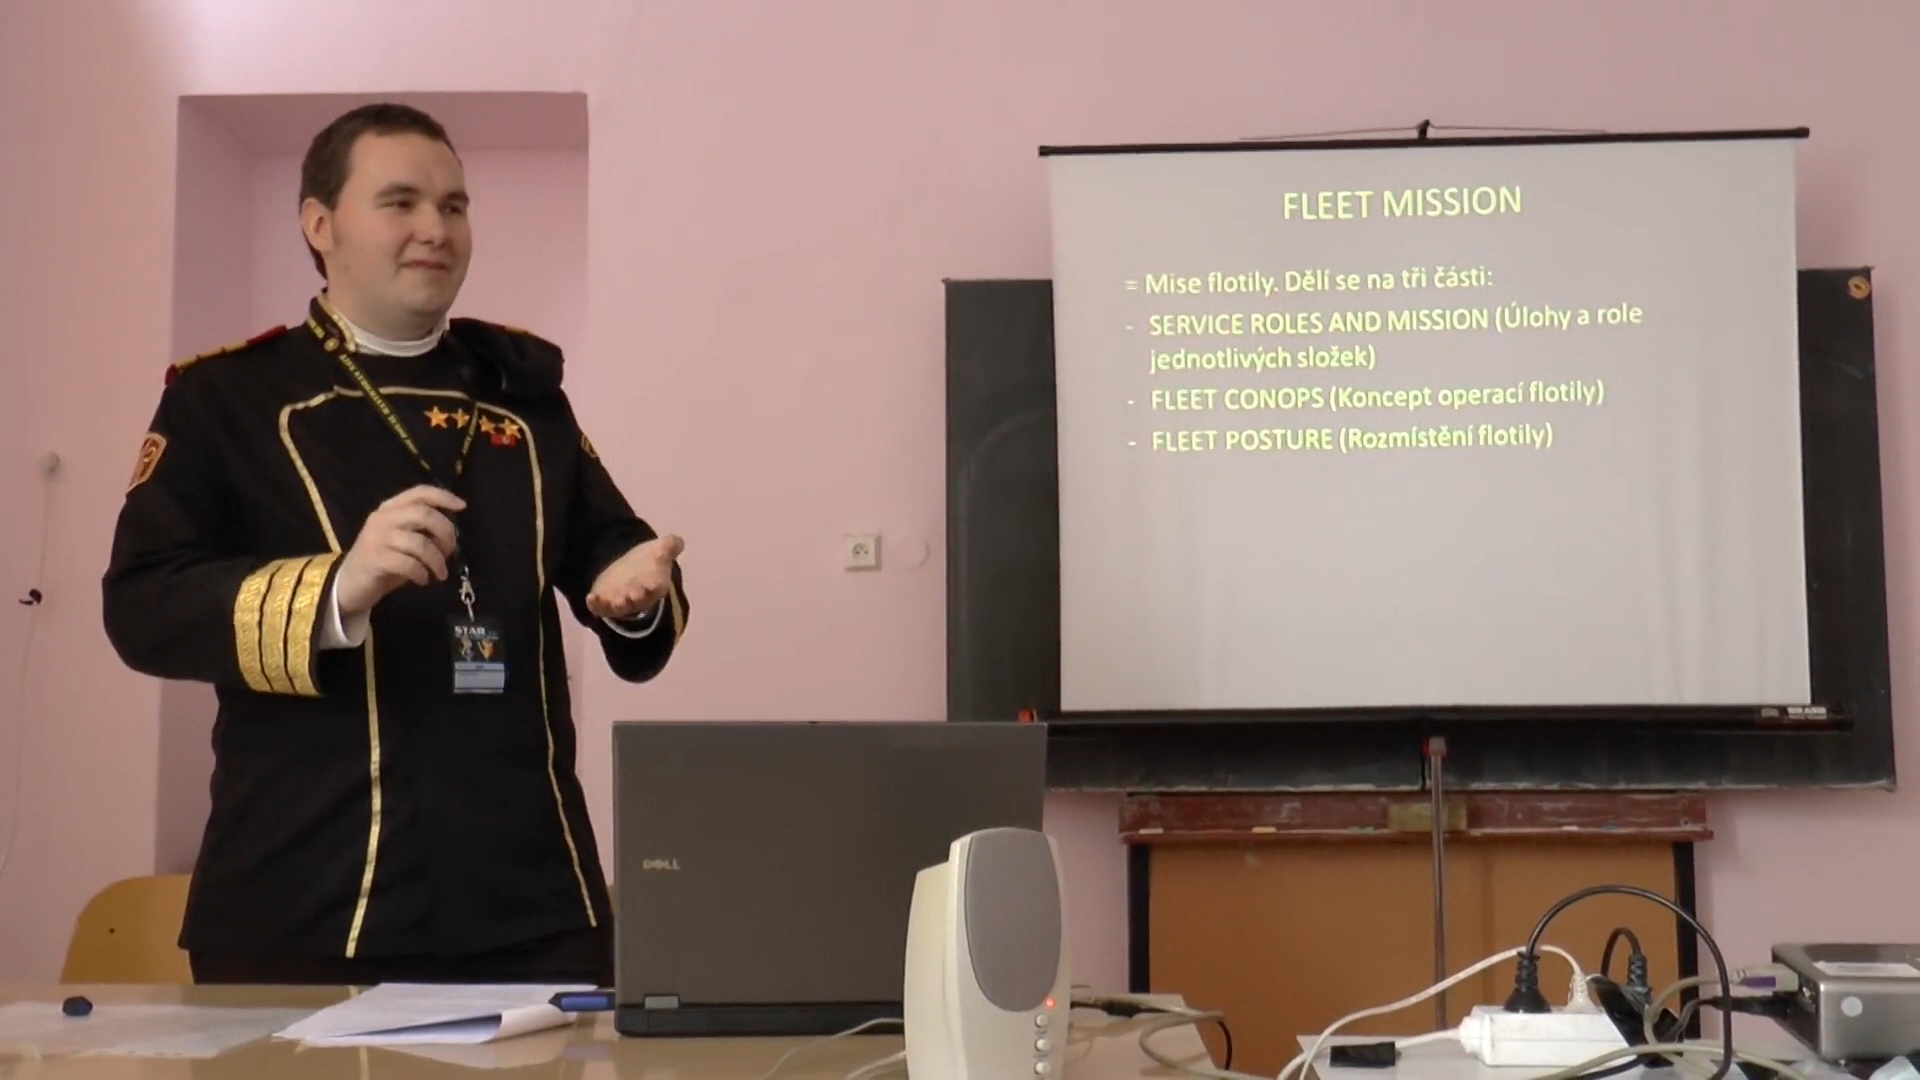 FLEET MISSION
= Mise flotily. Dělí se na tři části:
- SERVICE ROLES AND MISSION (Úlohy a role
jednotlivých složek)
- FLEET CONOPS (Koncept operací flotily)
- FLEET POSTURE (Rozmístění flotily)
STAR
DELL